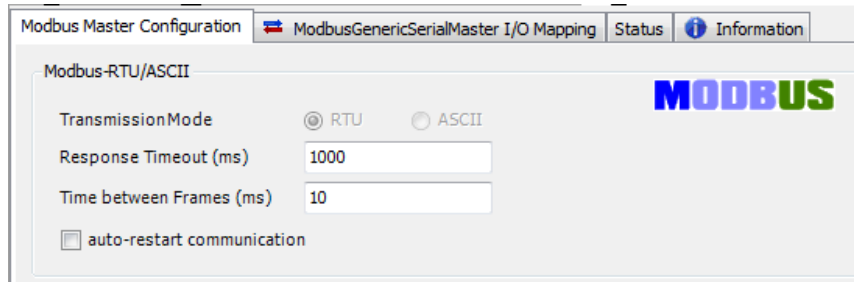 Modbus Master Configuration ModbusGenericSerialMaster I/O Mapping Status Information
Modbus-RTU/ASCII
MODBUS
TransmissionMode RTU ASCII
Response Timeout (ms) 1000
Time between Frames (ms) 10
auto-restart communication